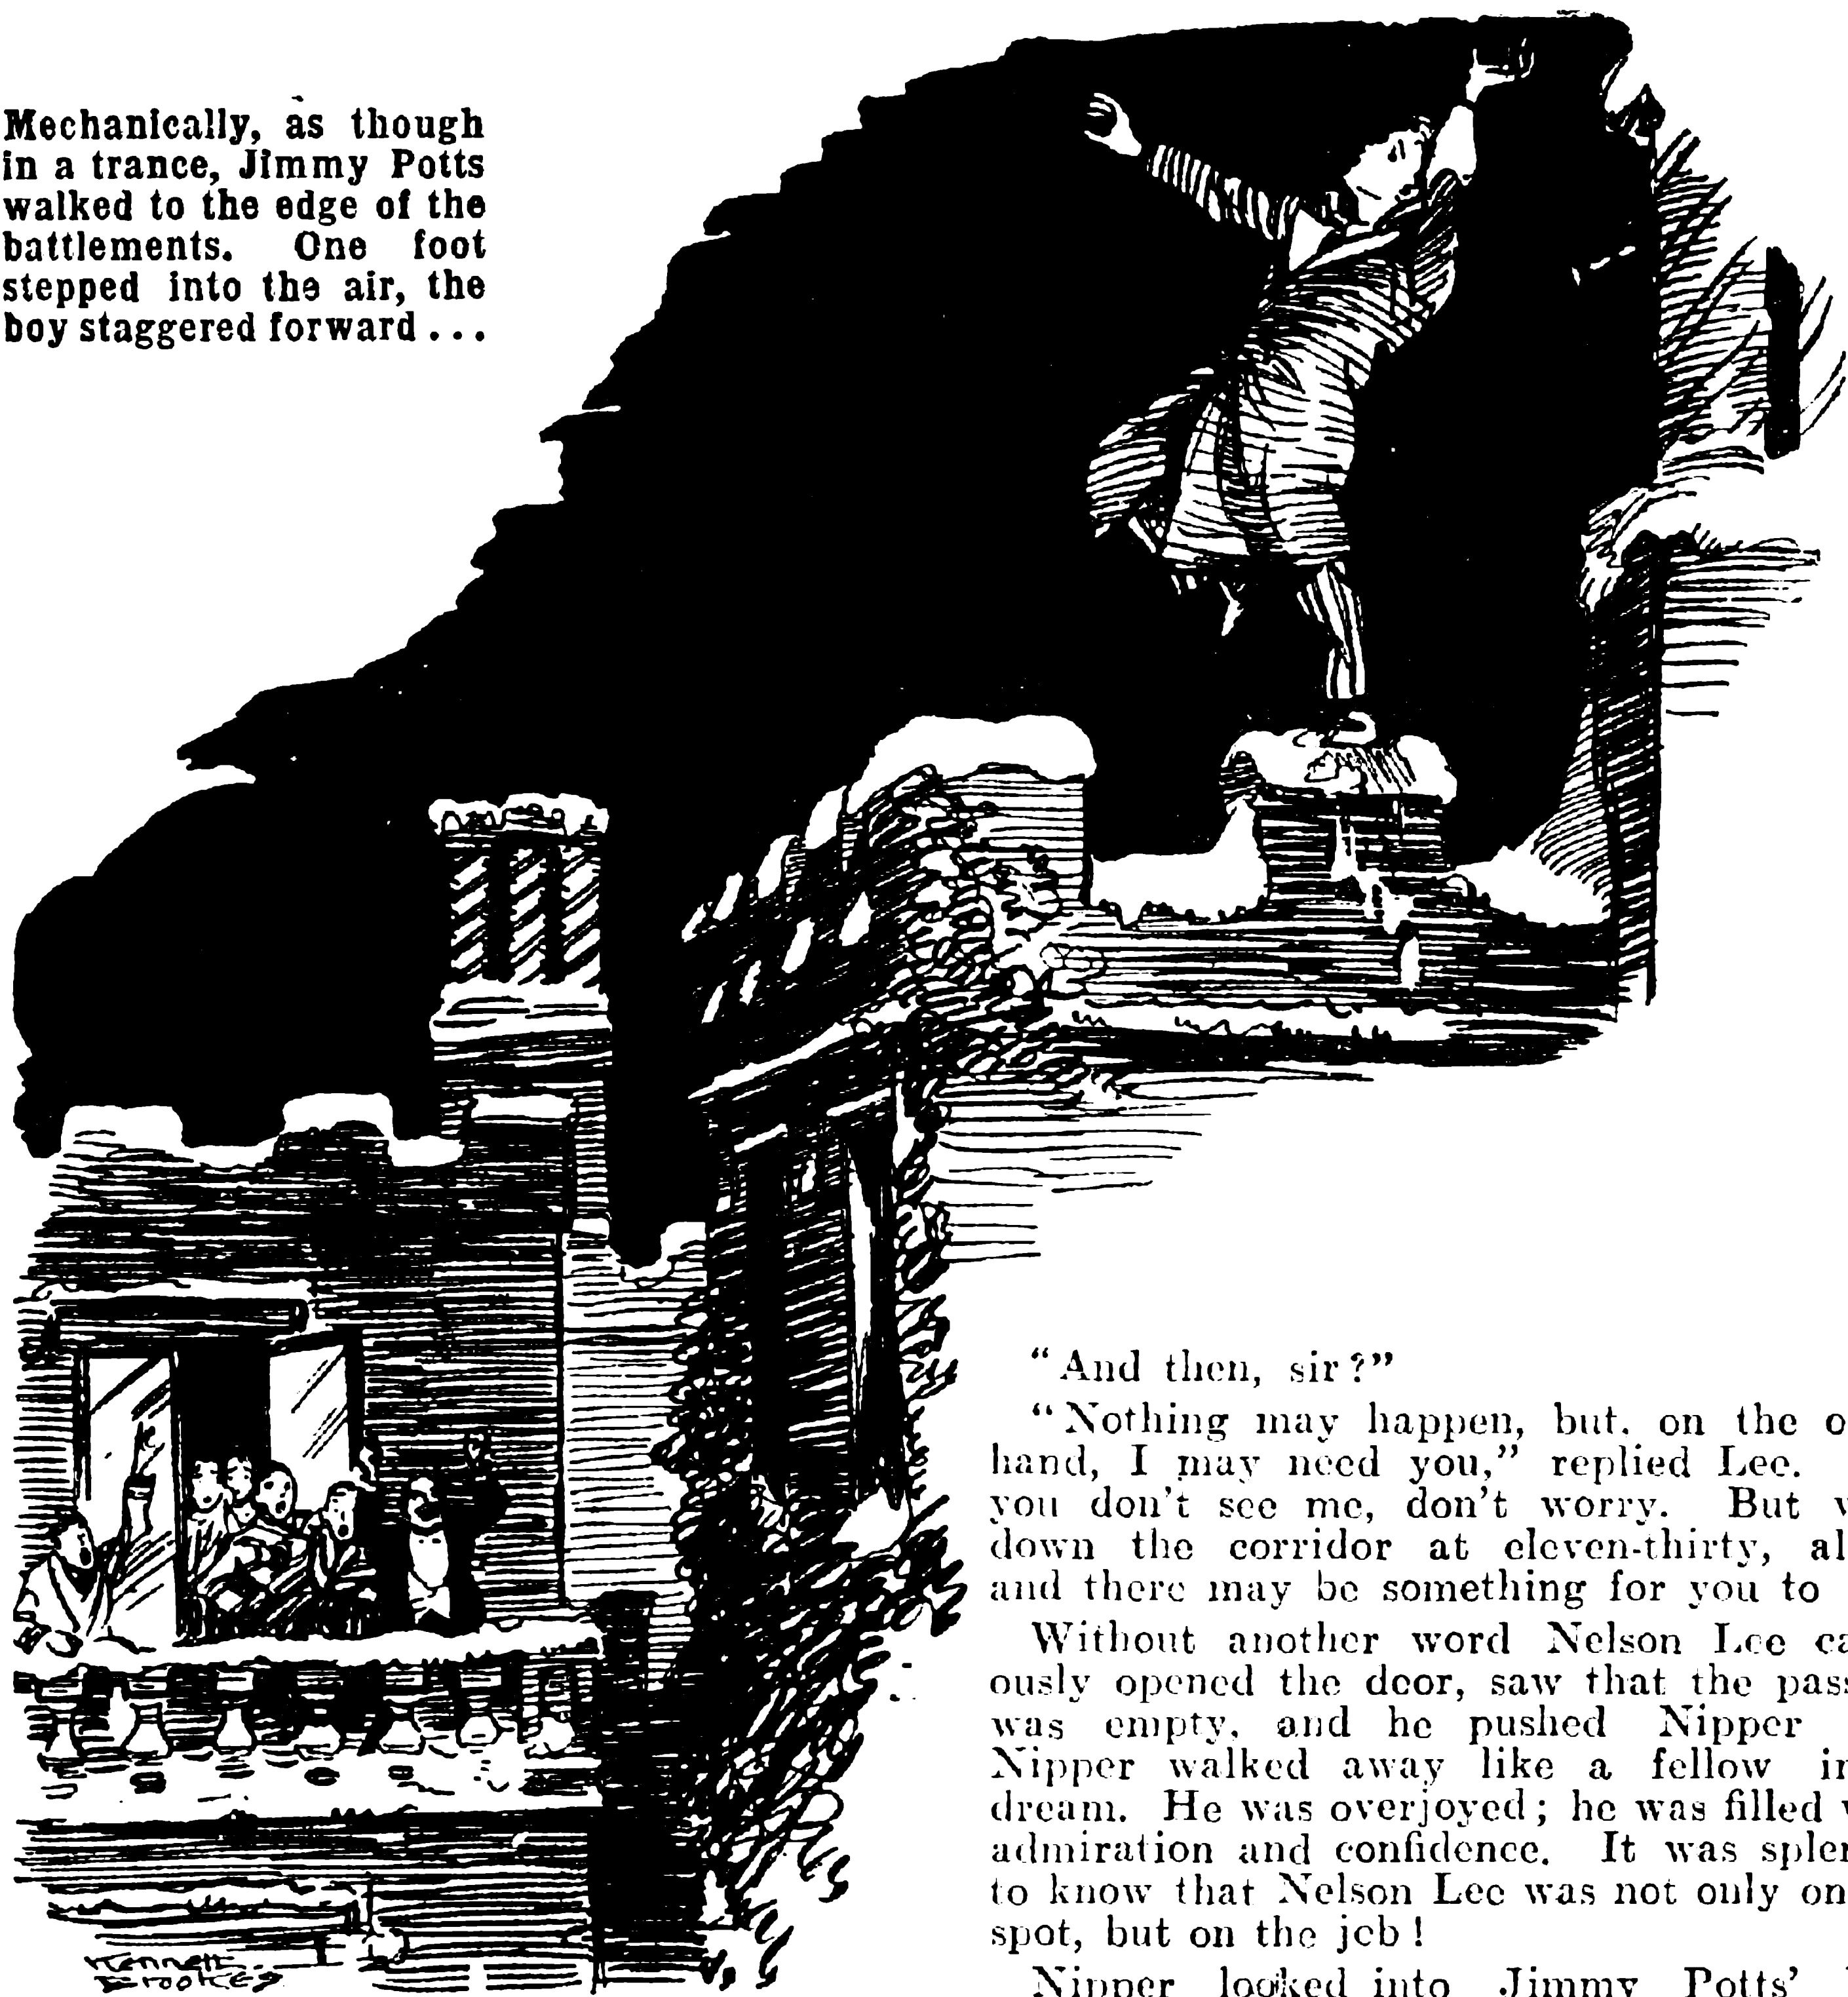 Mechanically, as though
in a trance, Jimmy Potts
walked to the edge of the
battlements. One foot
stepped into the air, the
boy staggered forward . . .
"And then, sir?"
"Nothing may happen, but. on the
hand, I may need you," replied Lee.
you don't see me, don't worry. But
down the corridor at eleven-thirty,
and there may be something for you to
Without another word Nelson Lee
ously opened the door, saw that the
was empty, and he pushed Nipper
Nipper walked away like a fellow
dream. He was overjoyed; he was filled
admiration and confidence. It was
to know that Nelson Lee was not only on
spot, but on the job!
Nipper looked into Jimmy Potts'
Kennett
Brookes